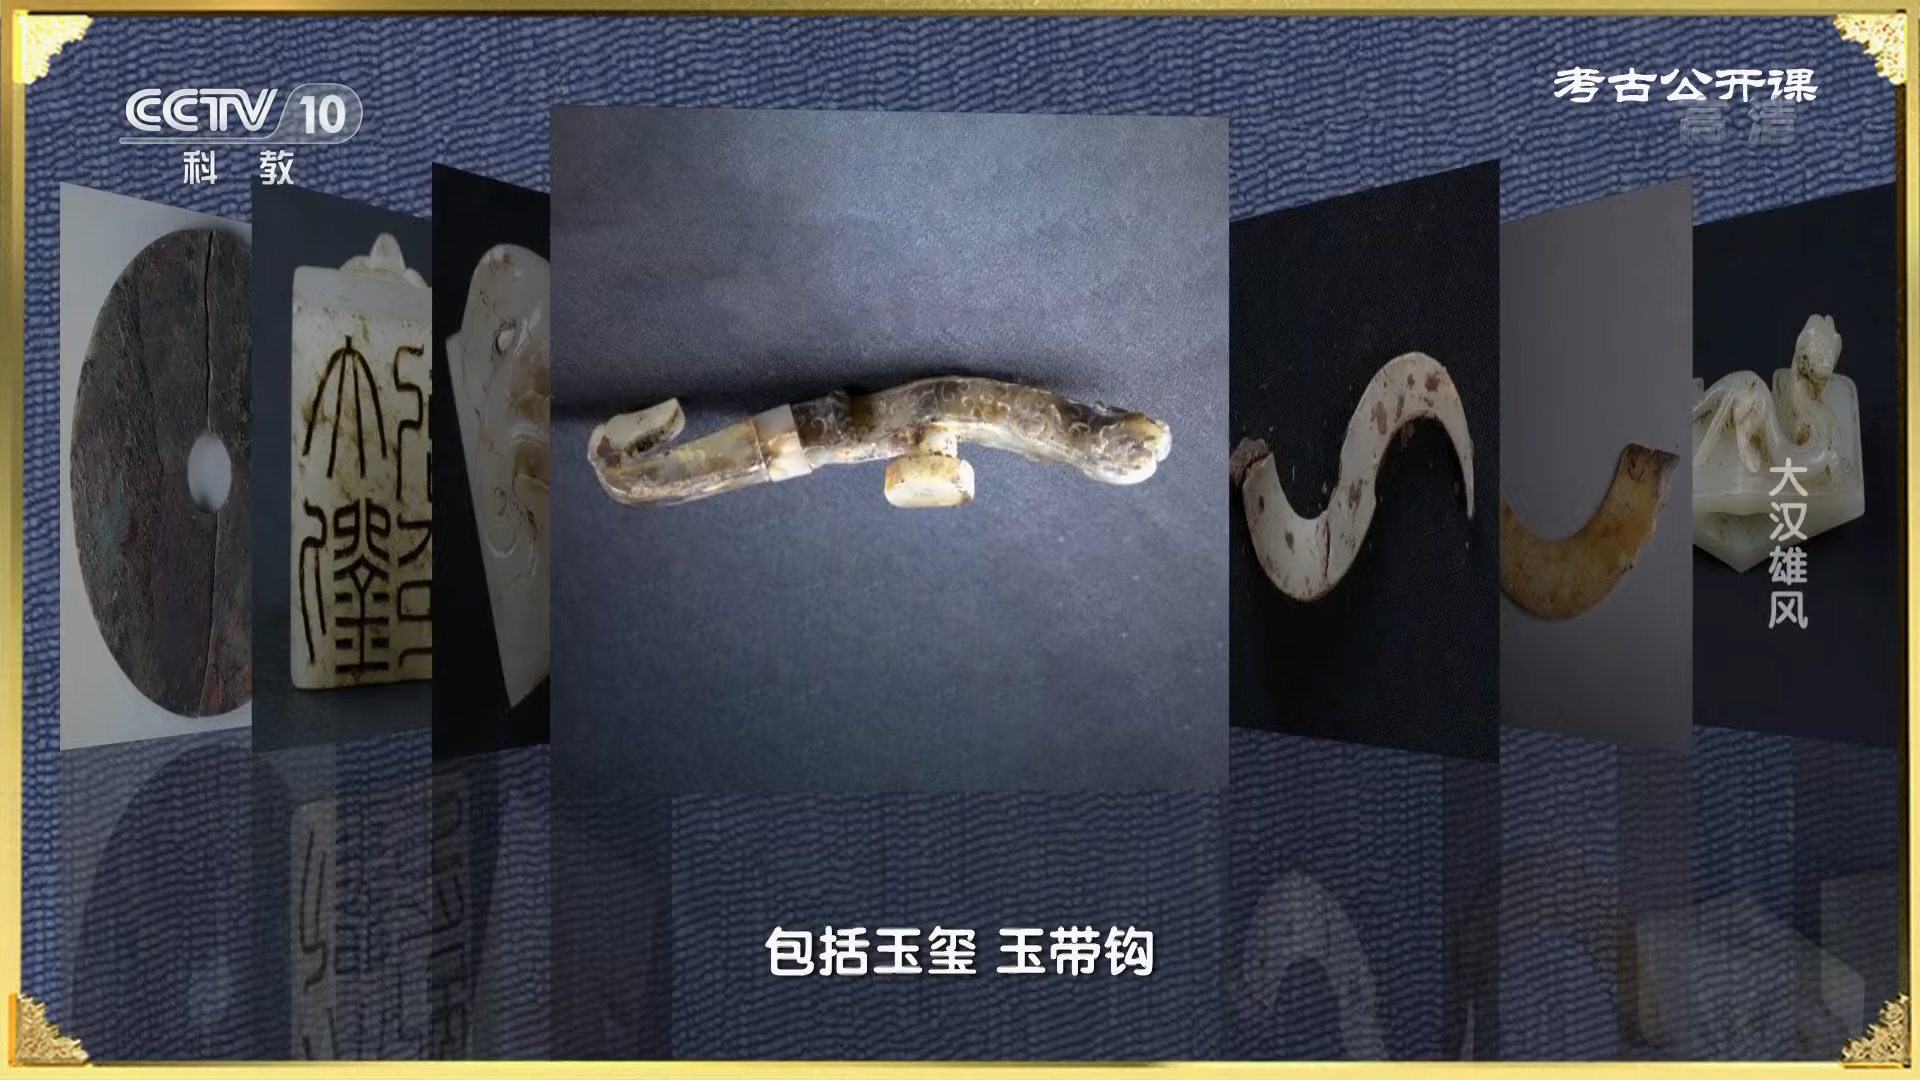 CCTV 10
科教
考古公开课
高清
大汉雄风
包括玉玺 玉带钩